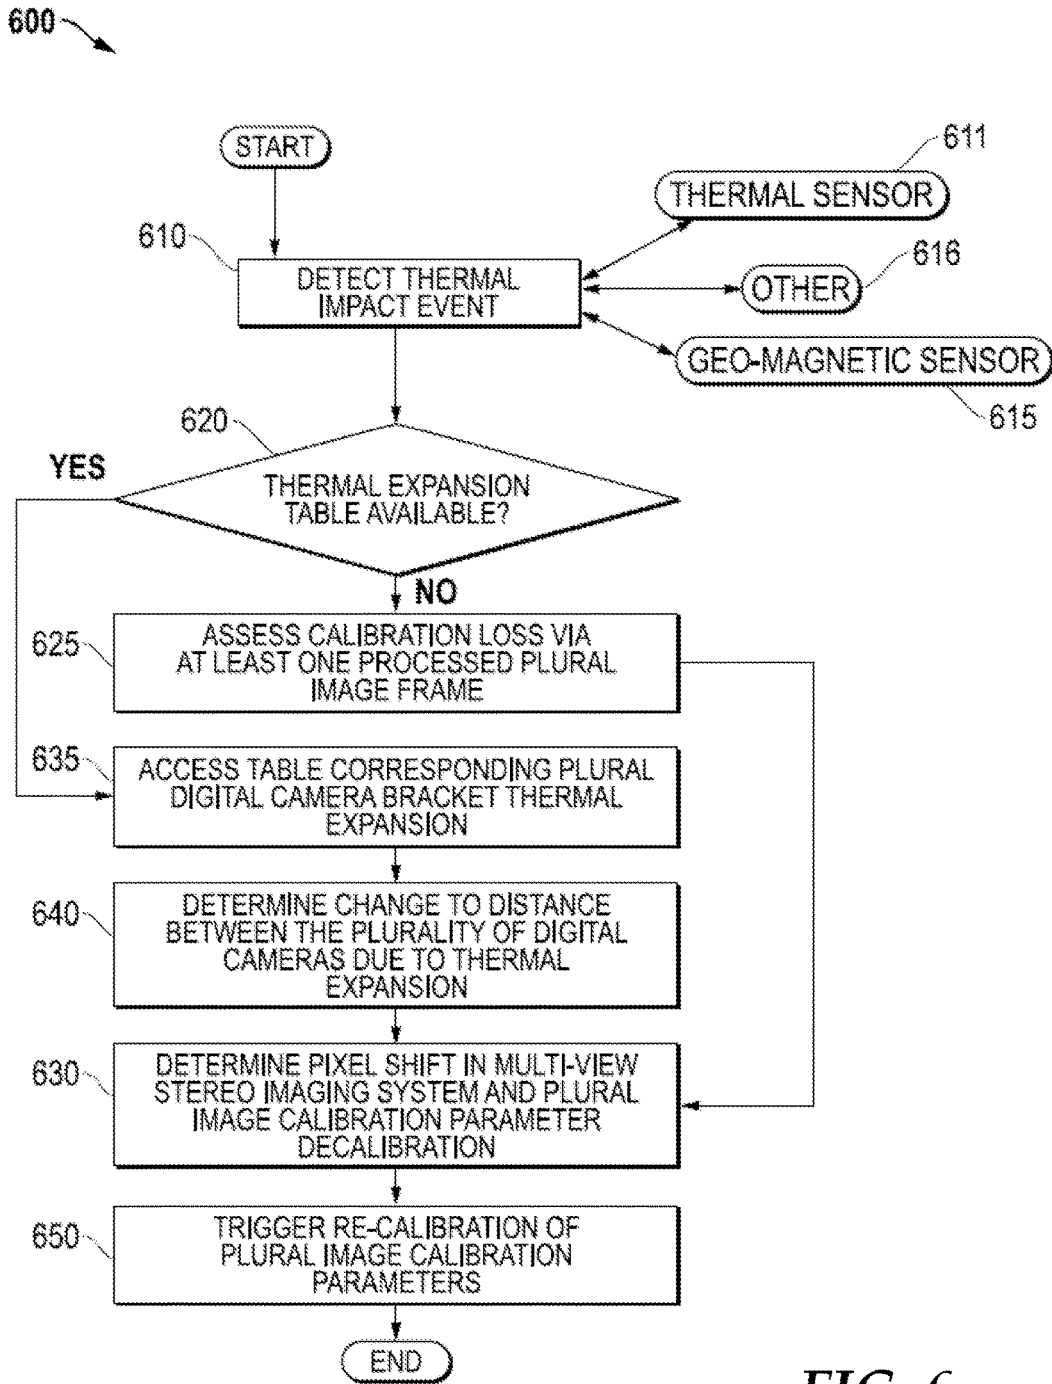 600
START
611
THERMAL SENSOR
610
DETECT THERMAL
IMPACT EVENT
616
OTHER
GEO-MAGNETIC SENSOR
615
620
YES
THERMAL EXPANSION
TABLE AVAILABLE?
NO
625
ASSESS CALIBRATION LOSS VIA
AT LEAST ONE PROCESSED PLURAL
IMAGE FRAME
635
ACCESS TABLE CORRESPONDING PLURAL
DIGITAL CAMERA BRACKET THERMAL
EXPANSION
640
DETERMINE CHANGE TO DISTANCE
BETWEEN THE PLURALITY OF DIGITAL
CAMERAS DUE TO THERMAL
EXPANSION
630
DETERMINE PIXEL SHIFT IN MULTI-VIEW
STEREO IMAGING SYSTEM AND PLURAL
IMAGE CALIBRATION PARAMETER
DECALIBRATION
650
TRIGGER RE-CALIBRATION OF
PLURAL IMAGE CALIBRATION
PARAMETERS
END
FIG. 6